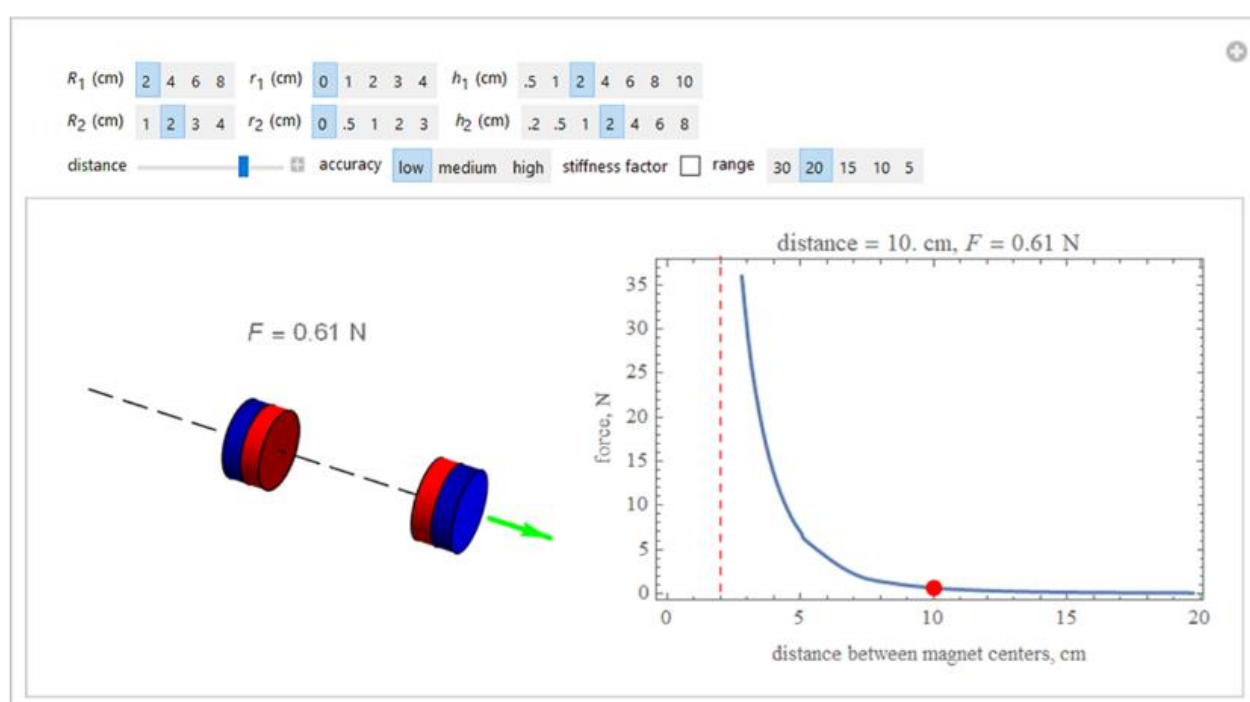 R1 (cm) 2 4 6 8 r1 (cm) 0 1 2 3 4 h1 (cm) .5 1 2 4 6 8 10
R2 (cm) 1 2 3 4 r2 (cm) 0 .5 1 2 3 h2 (cm) .2 .5 1 2 4 6 8
distance accuracy low medium high stiffness factor range 30 20 15 10 5
distance = 10. cm, F = 0.61 N
F = 0.61 N
35
30
25
20
15
10
5
0
force, N
0 5 10 15 20
distance between magnet centers, cm